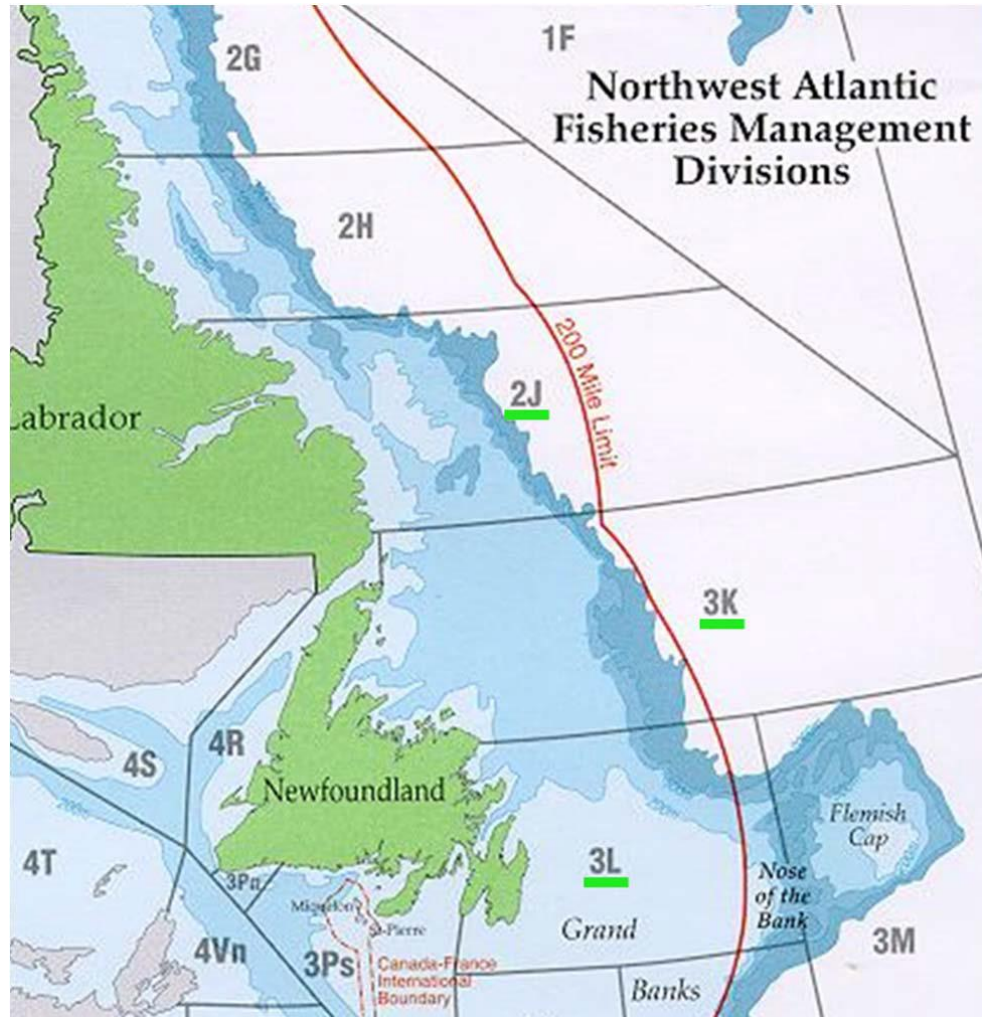 2G
1F
Northwest Atlantic
Fisheries Management
Divisions
2H
200 Mile Limit
2J
Labrador
3K
4R
4S
Newfoundland
Flemish
Cap
4T
3L
Nose
of the
Bank
3Pn
Miquelon
St-Pierre
Grand
3M
4Vn
3Ps
Canada-France
International
Boundary
Banks